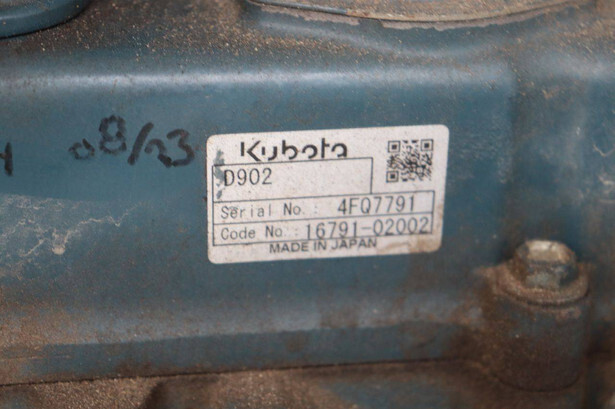 08/23
Kubota
D902
Serial No. : 4FQ7791
Code No. : 16791-02002
MADE IN JAPAN